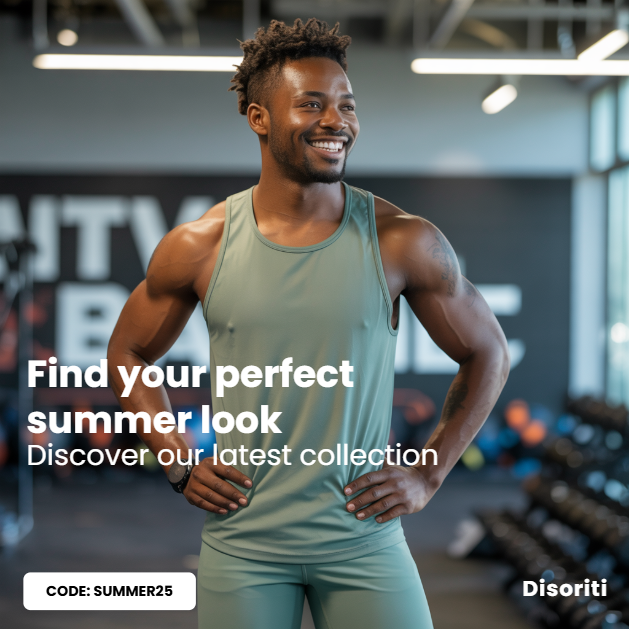 Find your perfect
summer look
Discover our latest collection
CODE: SUMMER25
Disoriti